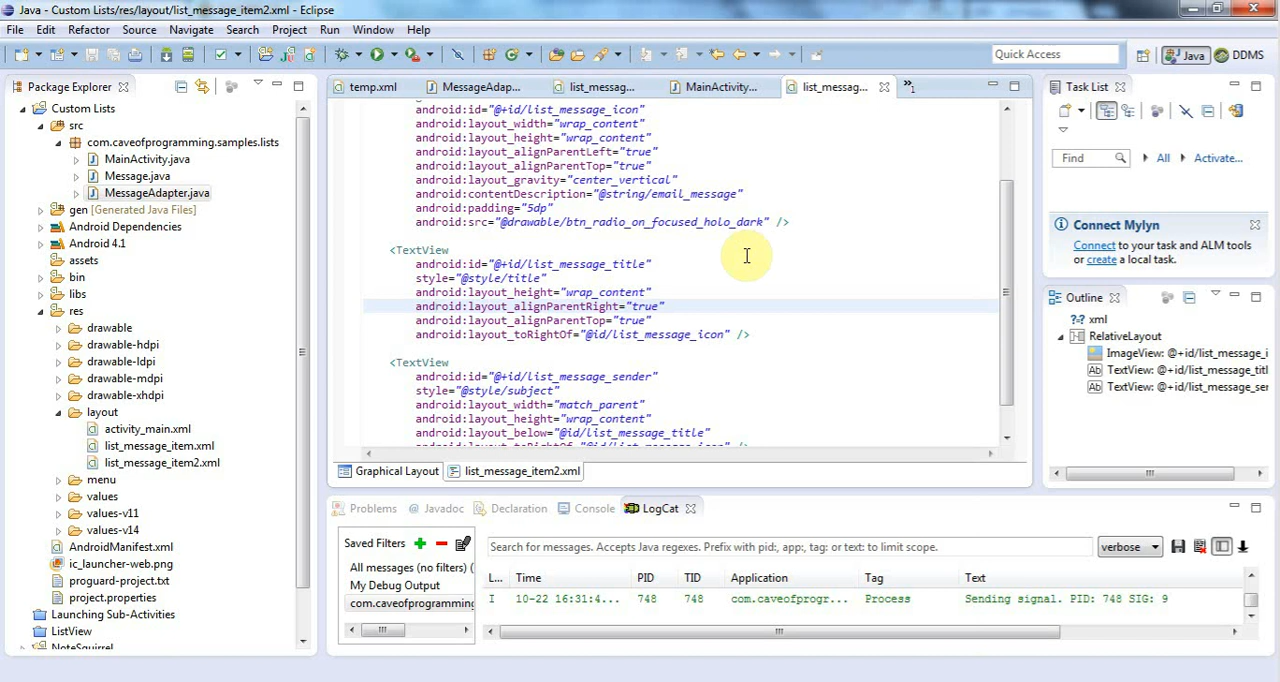 Java - Custom Lists/res/layout/list_message_item2.xml - Eclipse
File Edit Refactor Source Navigate Search Project Run Window Help
Quick Access
Java
DDMS
Package Explorer
temp.xml
MessageAdap...
list_messag...
MainActivity...
list_messag...
»1
Task List
Custom Lists
src
com.caveofprogramming.samples.lists
MainActivity.java
Message.java
MessageAdapter.java
gen [Generated Java Files]
Android Dependencies
Android 4.1
assets
bin
libs
res
drawable
drawable-hdpi
drawable-ldpi
drawable-mdpi
drawable-xhdpi
layout
activity_main.xml
list_message_item.xml
list_message_item2.xml
menu
values
values-v11
values-v14
AndroidManifest.xml
ic_launcher-web.png
proguard-project.txt
project.properties
Launching Sub-Activities
ListView
NoteSquirrel
android:id="@+id/list_message_icon"
android:layout_width="wrap_content"
android:layout_height="wrap_content"
android:layout_alignParentLeft="true"
android:layout_alignParentTop="true"
android:layout_gravity="center_vertical"
android:contentDescription="@string/email_message"
android:padding="5dp"
android:src="@drawable/btn_radio_on_focused_holo_dark" />
<TextView
android:id="@+id/list_message_title"
style="@style/title"
android:layout_height="wrap_content"
android:layout_alignParentRight="true"
android:layout_alignParentTop="true"
android:layout_toRightOf="@id/list_message_icon" />
<TextView
android:id="@+id/list_message_sender"
style="@style/subject"
android:layout_width="match_parent"
android:layout_height="wrap_content"
android:layout_below="@id/list_message_title"
android:layout_toRightOf="@id/list_message_icon" />
Graphical Layout
list_message_item2.xml
Find
All
Activate...
Connect Mylyn
Connect to your task and ALM tools
or create a local task.
Outline
xml
RelativeLayout
ImageView: @+id/list_message_i
TextView: @+id/list_message_titl
TextView: @+id/list_message_ser
Problems
@ Javadoc
Declaration
Console
LogCat
Saved Filters
All messages (no filters) (
My Debug Output
com.caveofprogramming
Search for messages. Accepts Java regexes. Prefix with pid:, app:, tag: or text: to limit scope.
verbose
L... Time PID TID Application Tag Text
I 10-22 16:31:4... 748 748 com.caveofprogr... Process Sending signal. PID: 748 SIG: 9